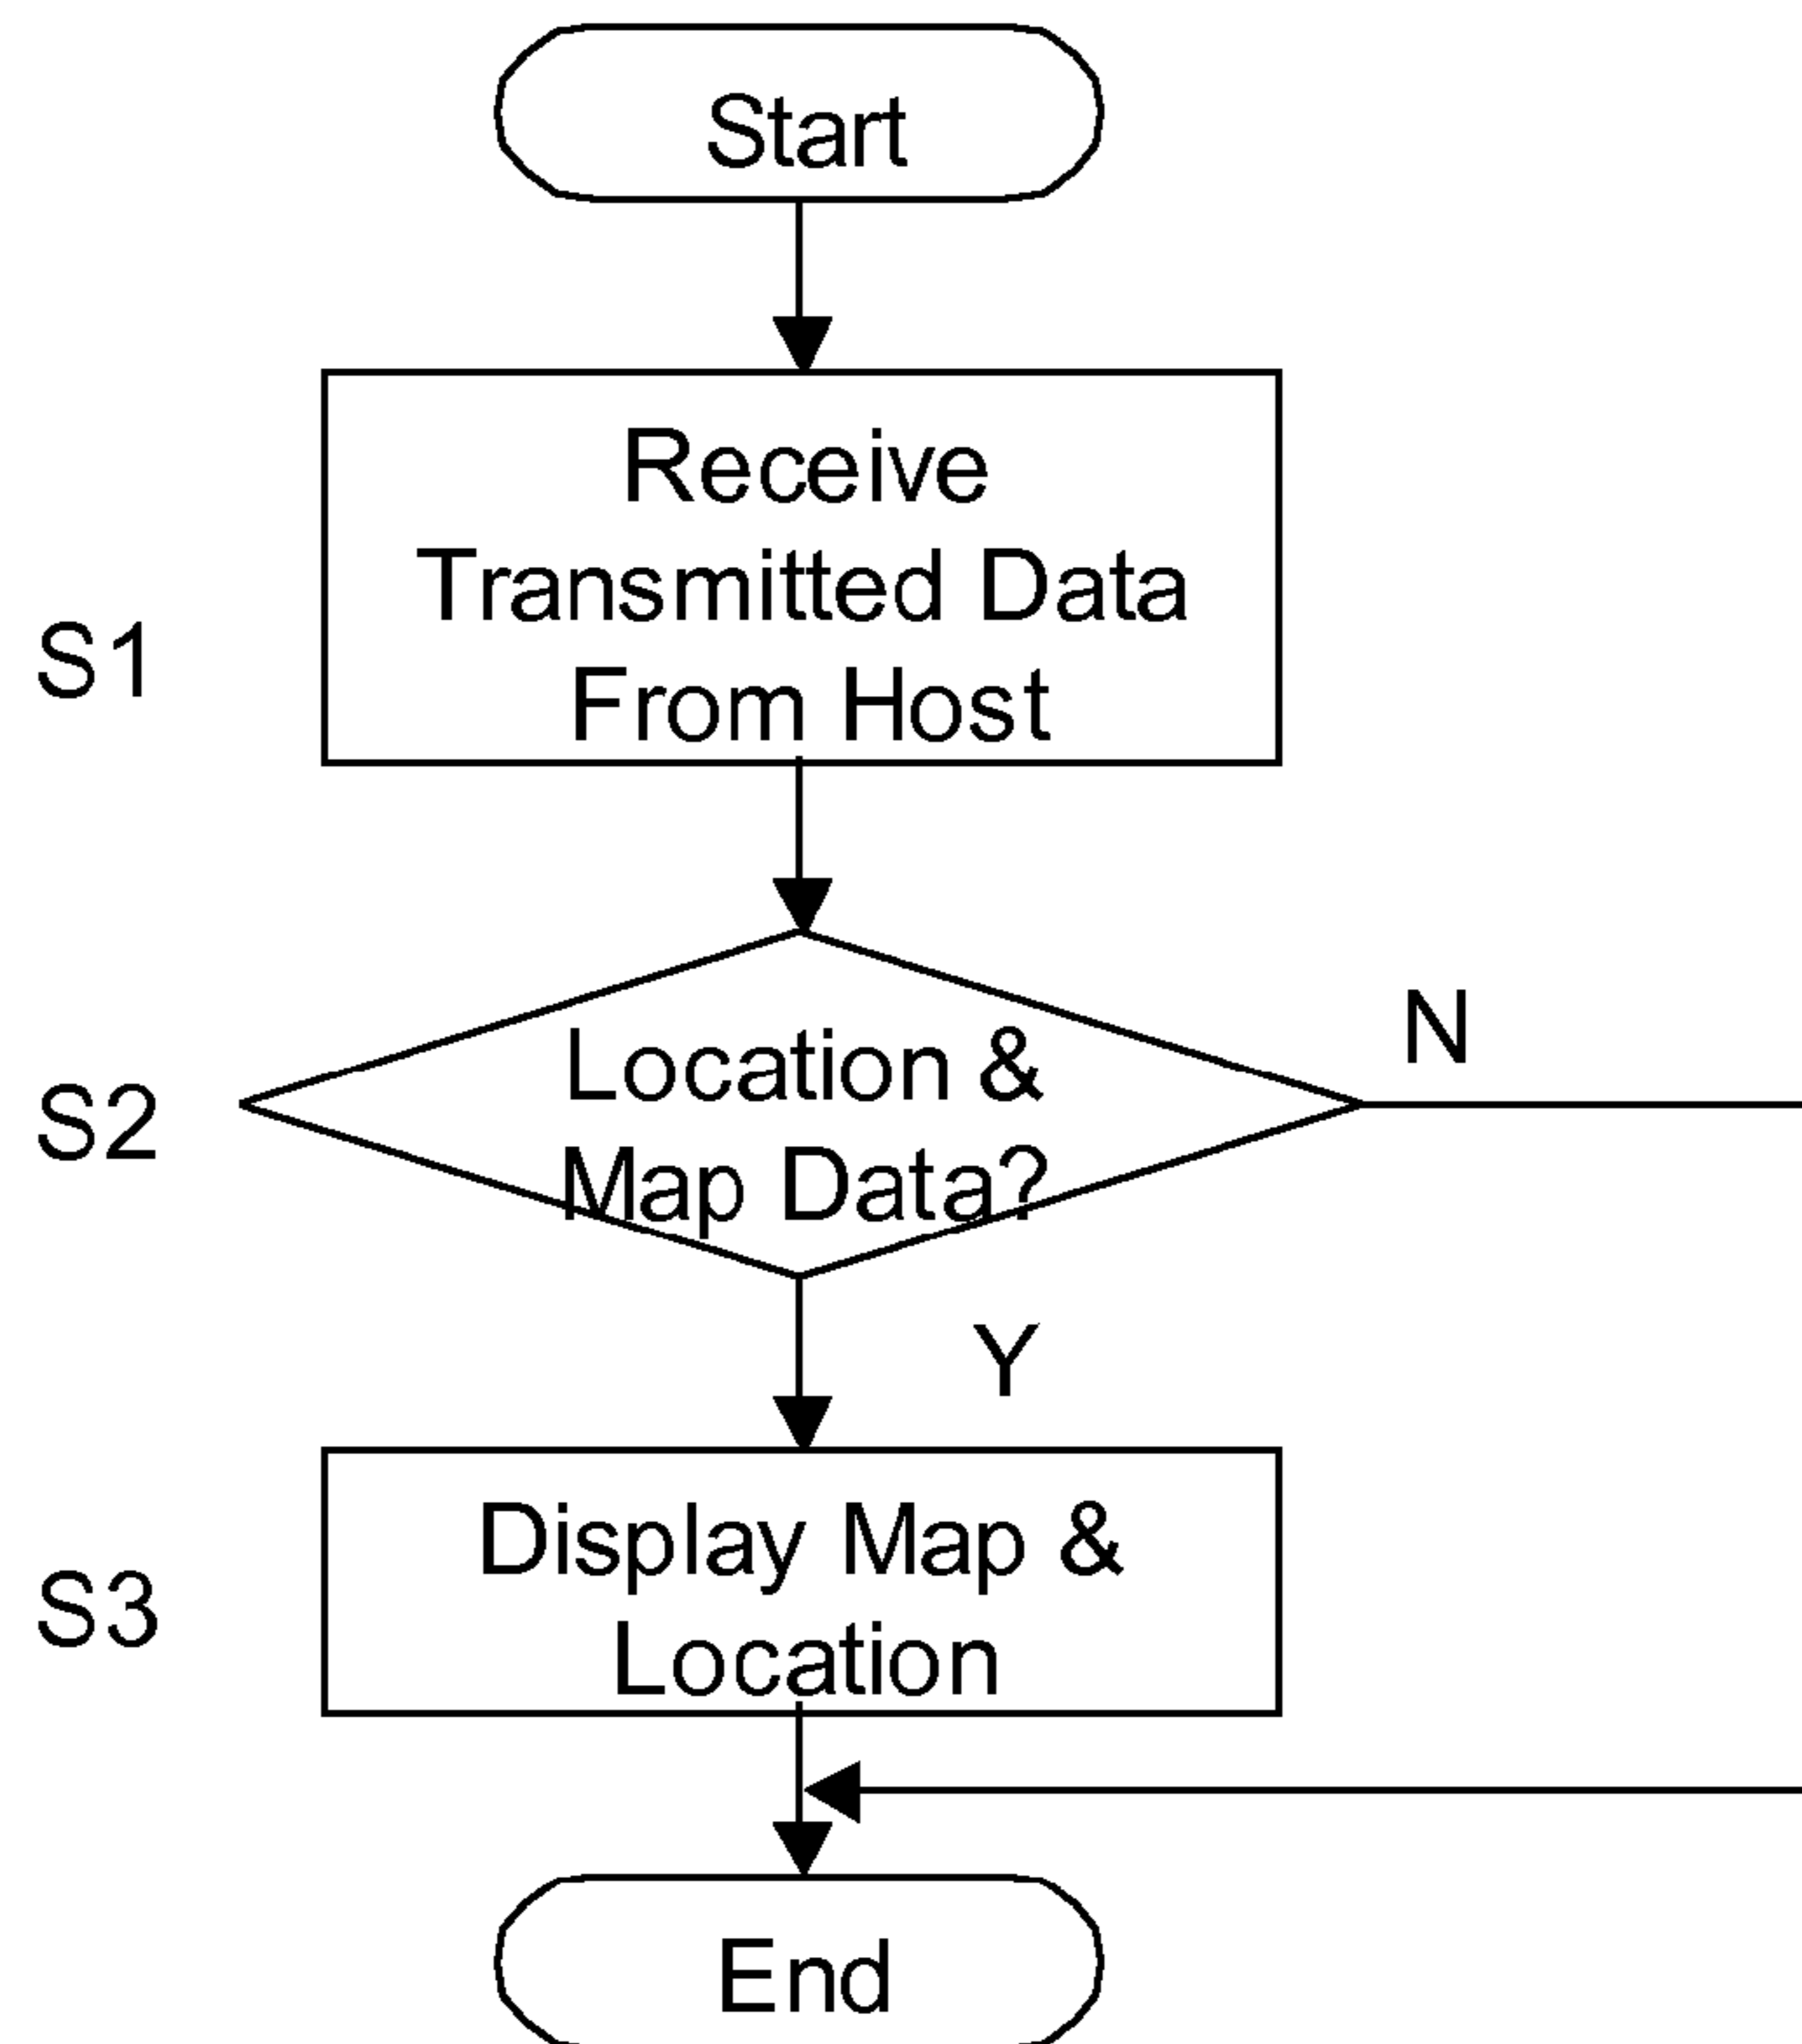 Start
Receive
Transmitted Data
From Host
S1
Location &
Map Data?
N
S2
Y
Display Map &
Location
S3
End